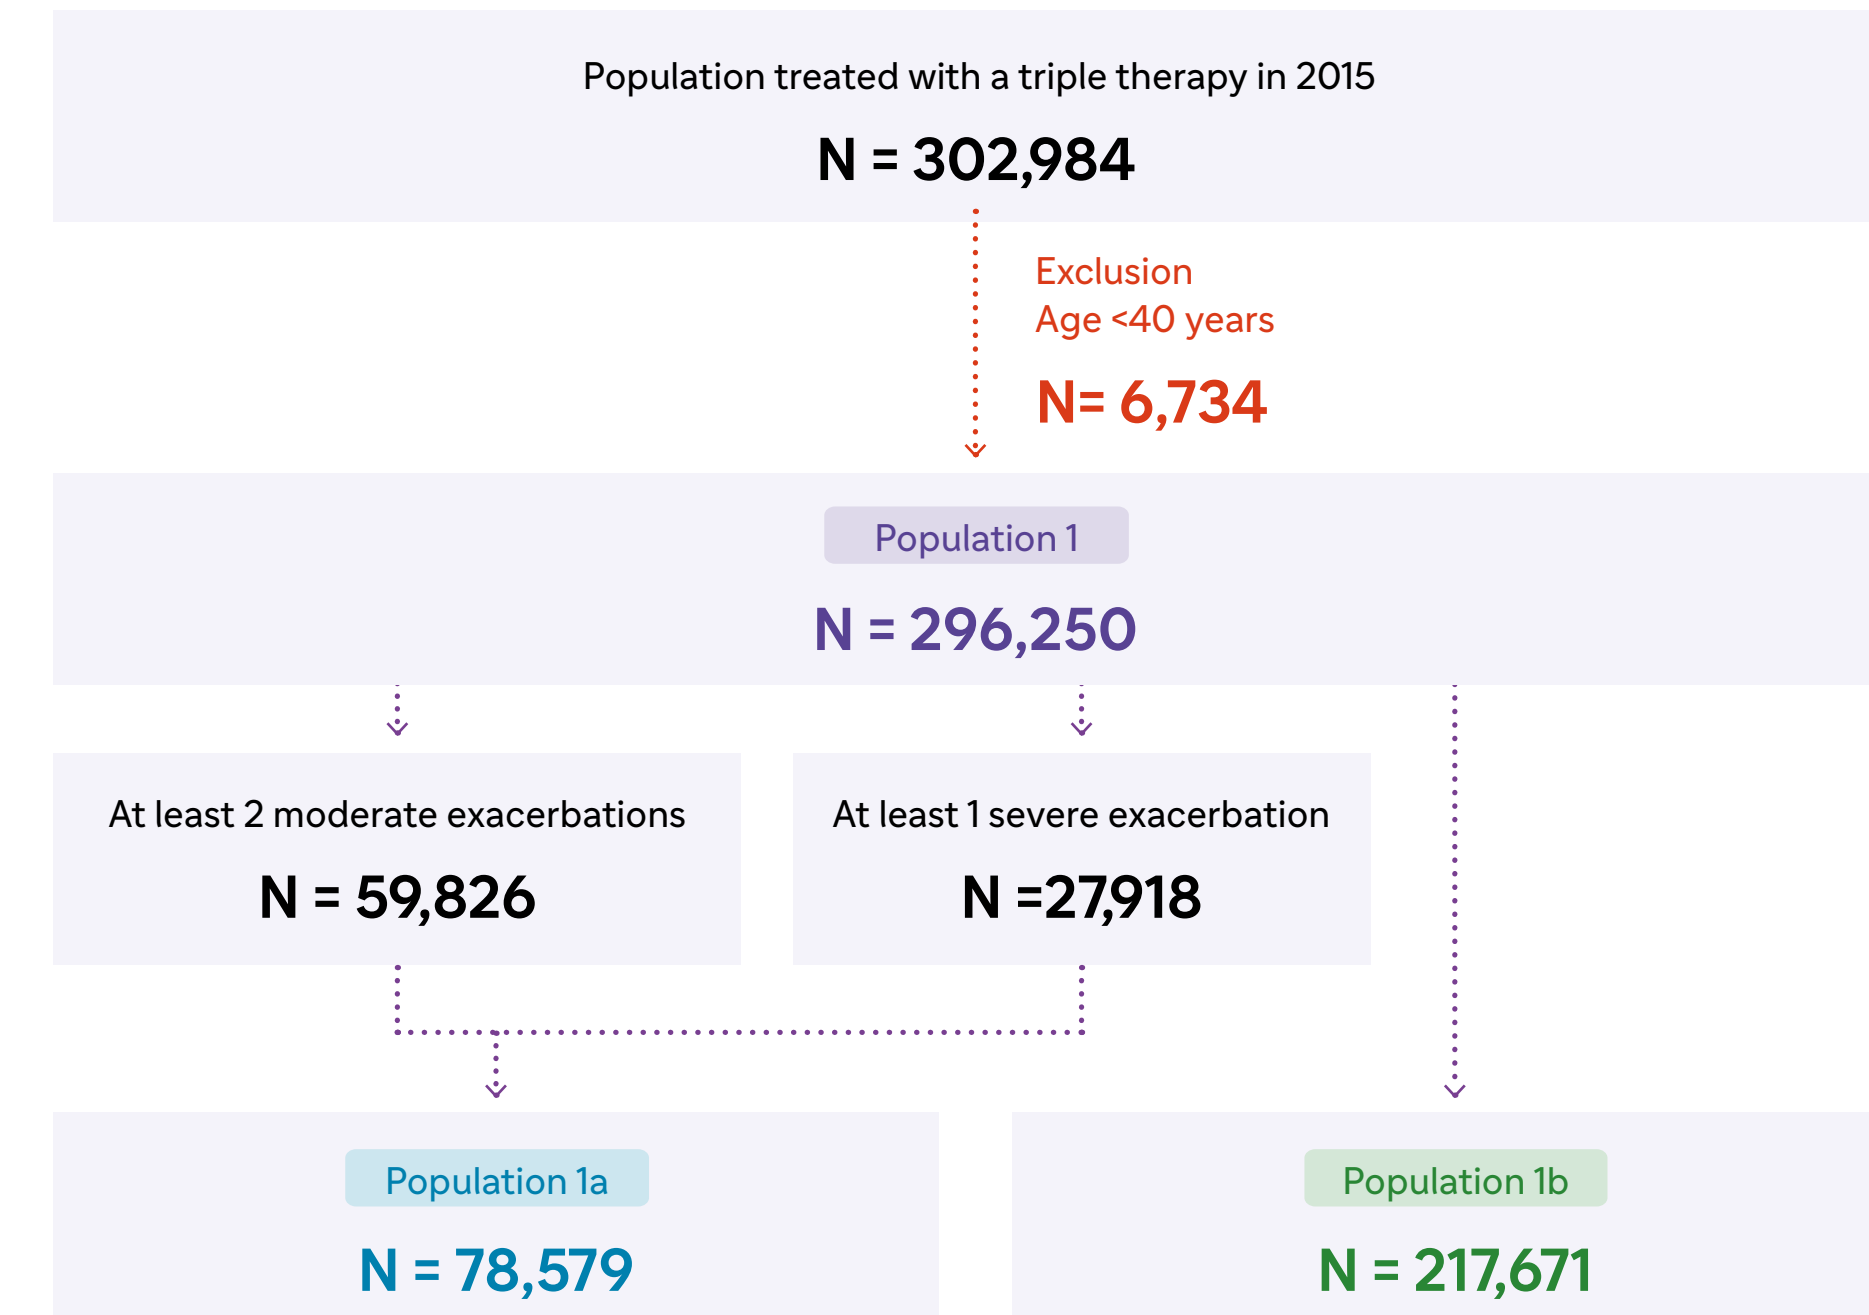 Population treated with a triple therapy in 2015
N = 302,984
Exclusion
Age <40 years
N= 6,734
Population 1
N = 296,250
At least 2 moderate exacerbations
N = 59,826
At least 1 severe exacerbation
N =27,918
Population 1a
N = 78,579
Population 1b
N = 217,671